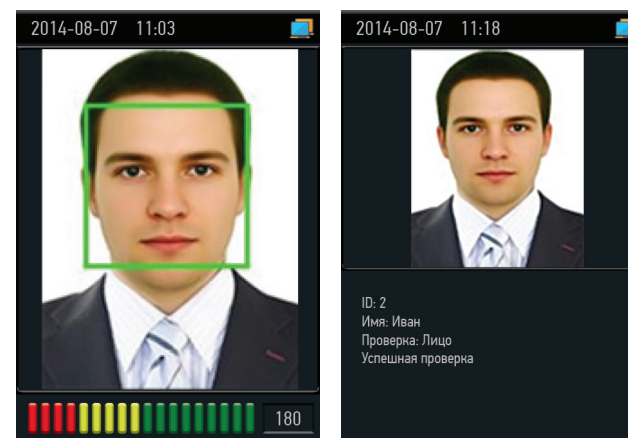 2014-08-07 11:03
180
2014-08-07 11:18
ID: 2
Имя: Иван
Проверка: Лицо
Успешная проверка